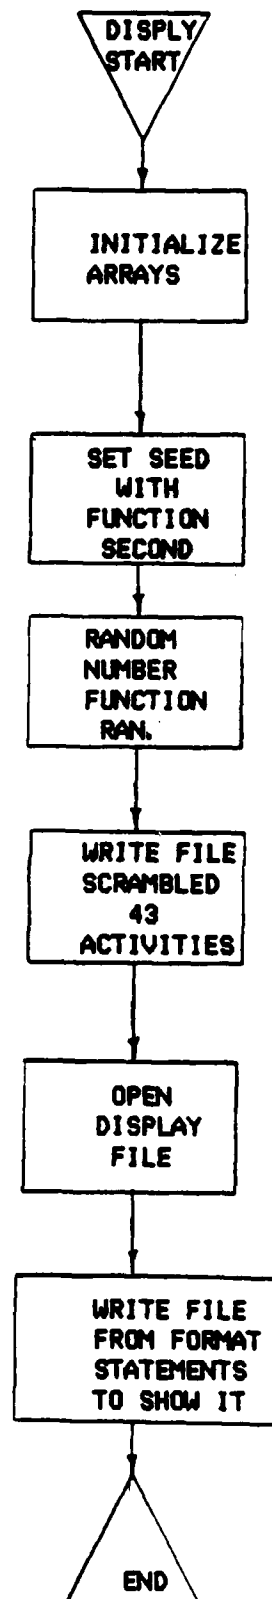 DISPLY
START
INITIALIZE
ARRAYS
SET SEED
WITH
FUNCTION
SECOND
RANDOM
NUMBER
FUNCTION
RAN.
WRITE FILE
SCRAMBLED
43
ACTIVITIES
OPEN
DISPLAY
FILE
WRITE FILE
FROM FORMAT
STATEMENTS
TO SHOW IT
END